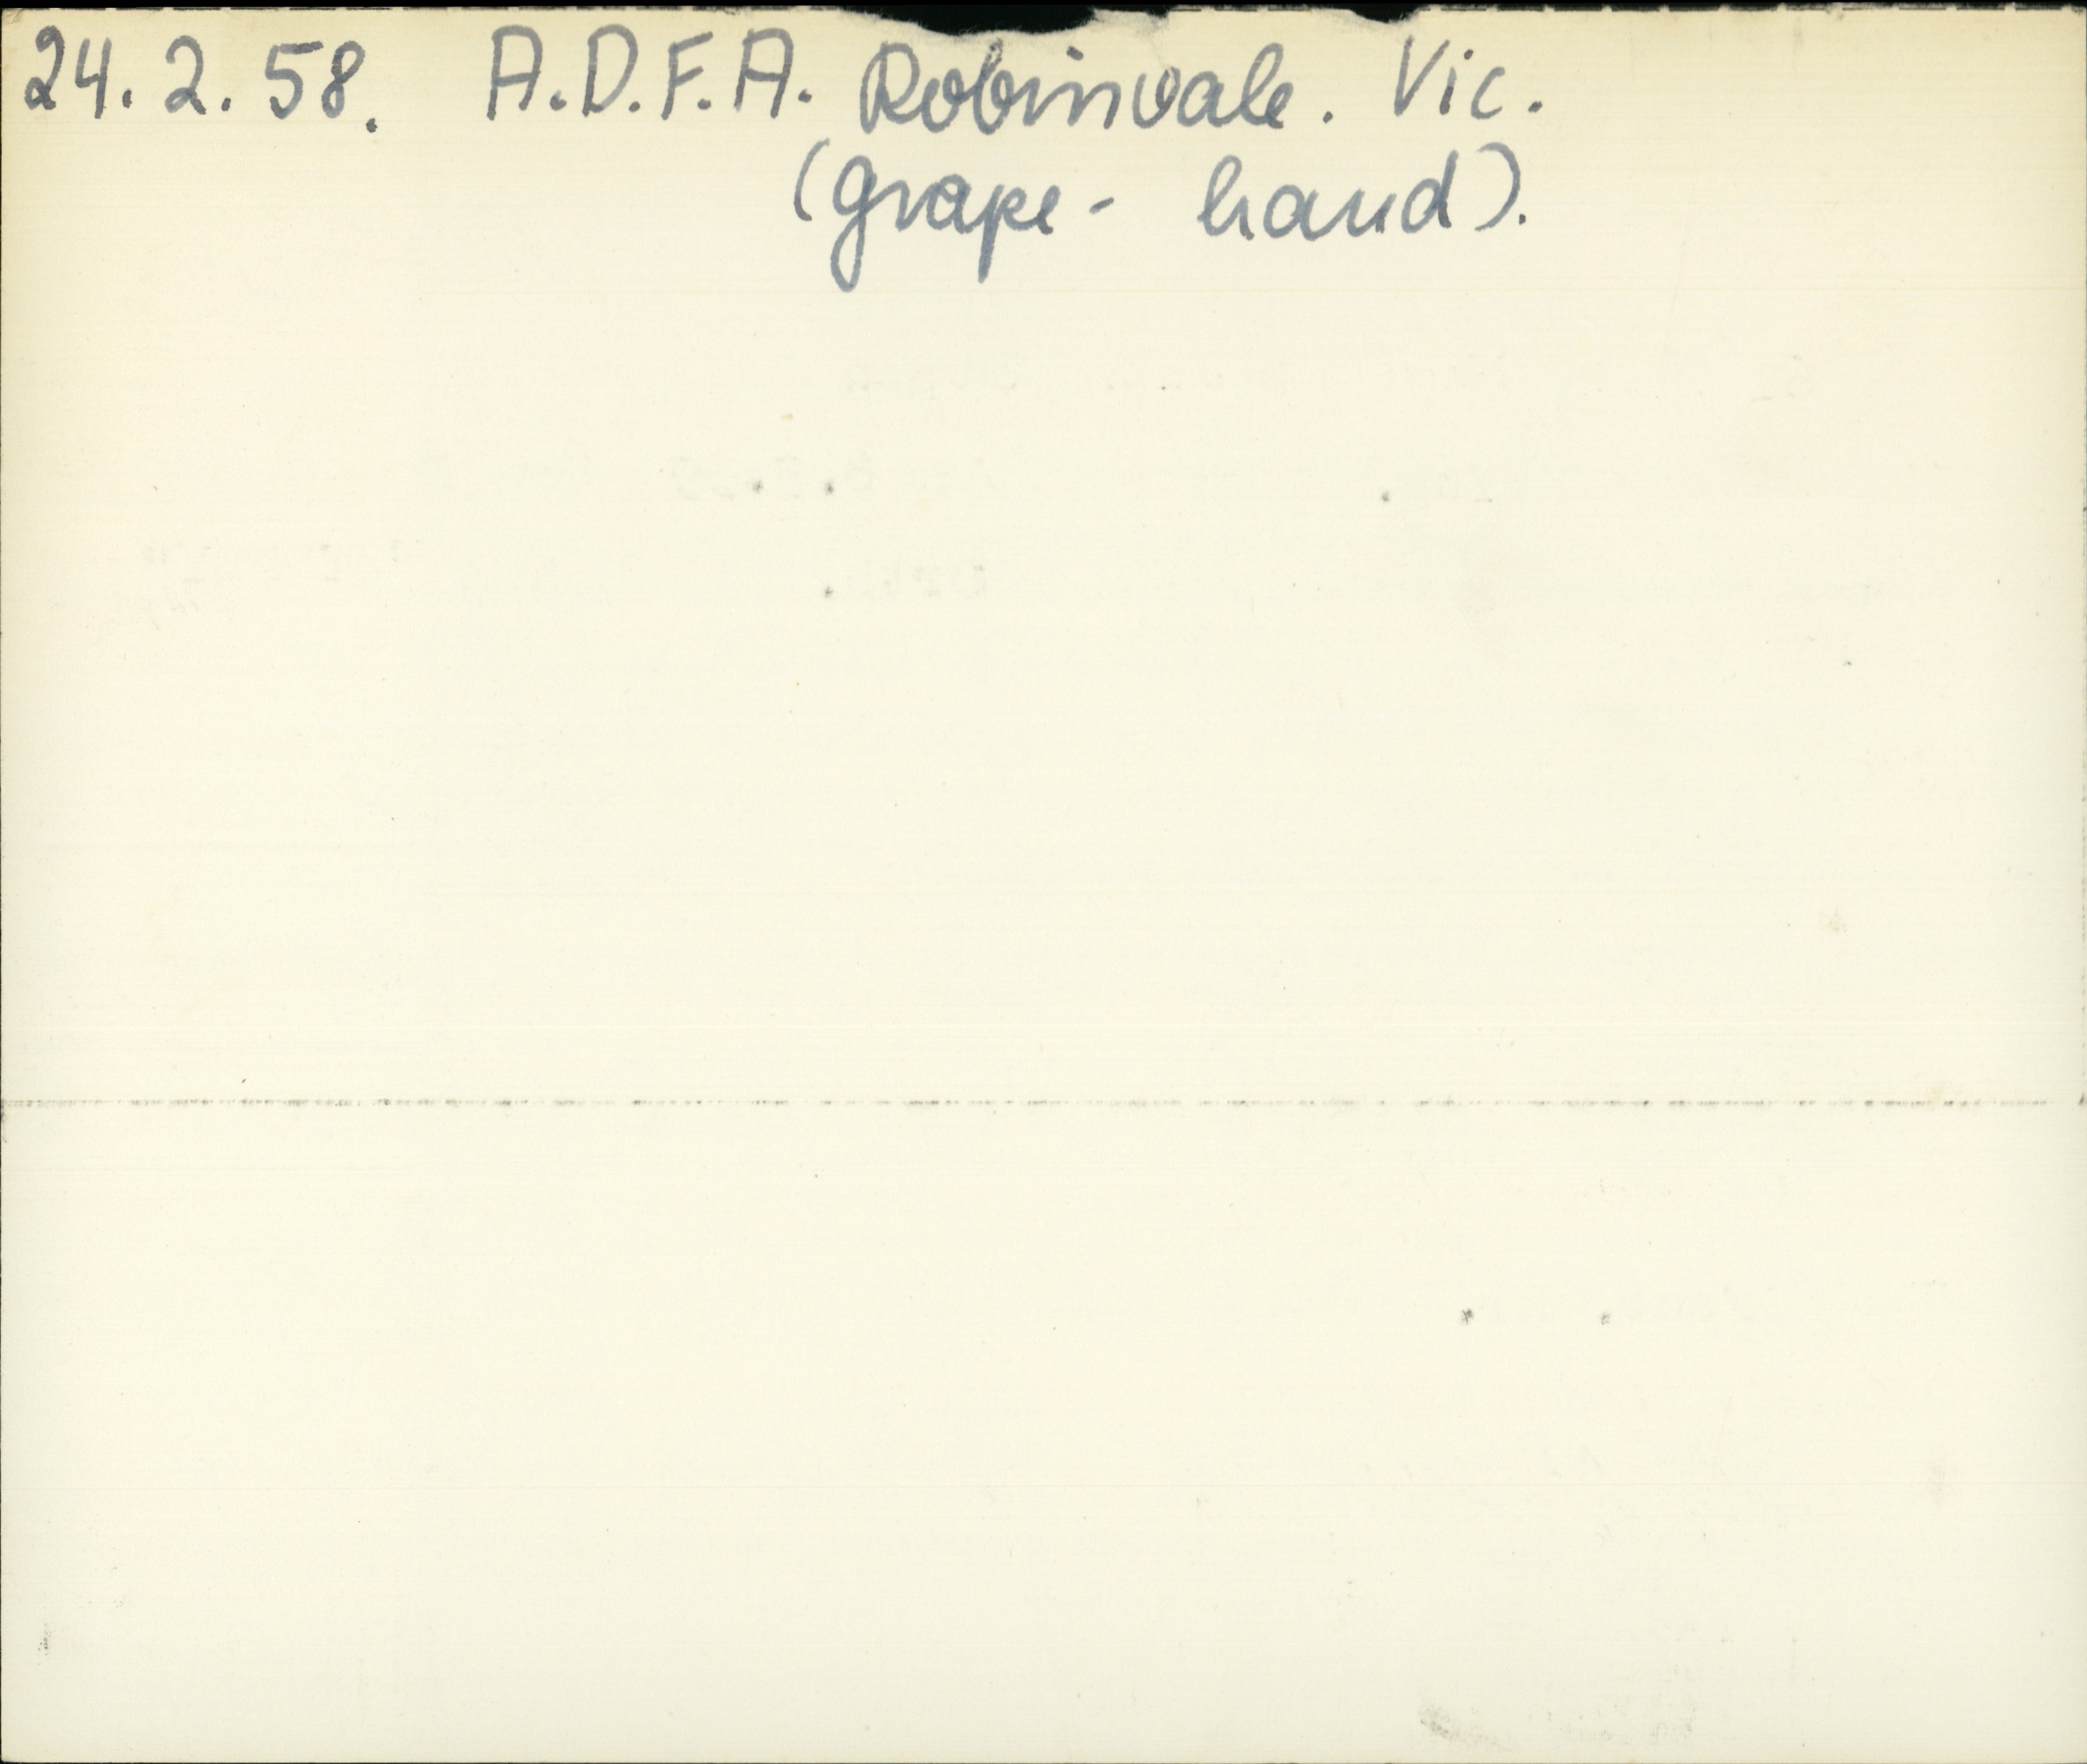 24.2.58. A.D.F.A. Robinvale. Vic.
(grape - hand).